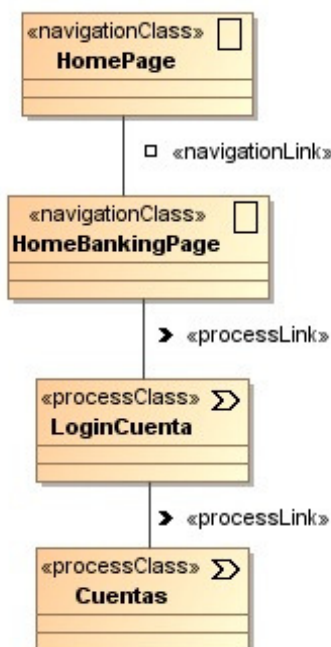 «navigationClass»
HomePage
«navigationLink»
«navigationClass»
HomeBankingPage
«processLink»
«processClass»
LoginCuenta
«processLink»
«processClass»
Cuentas